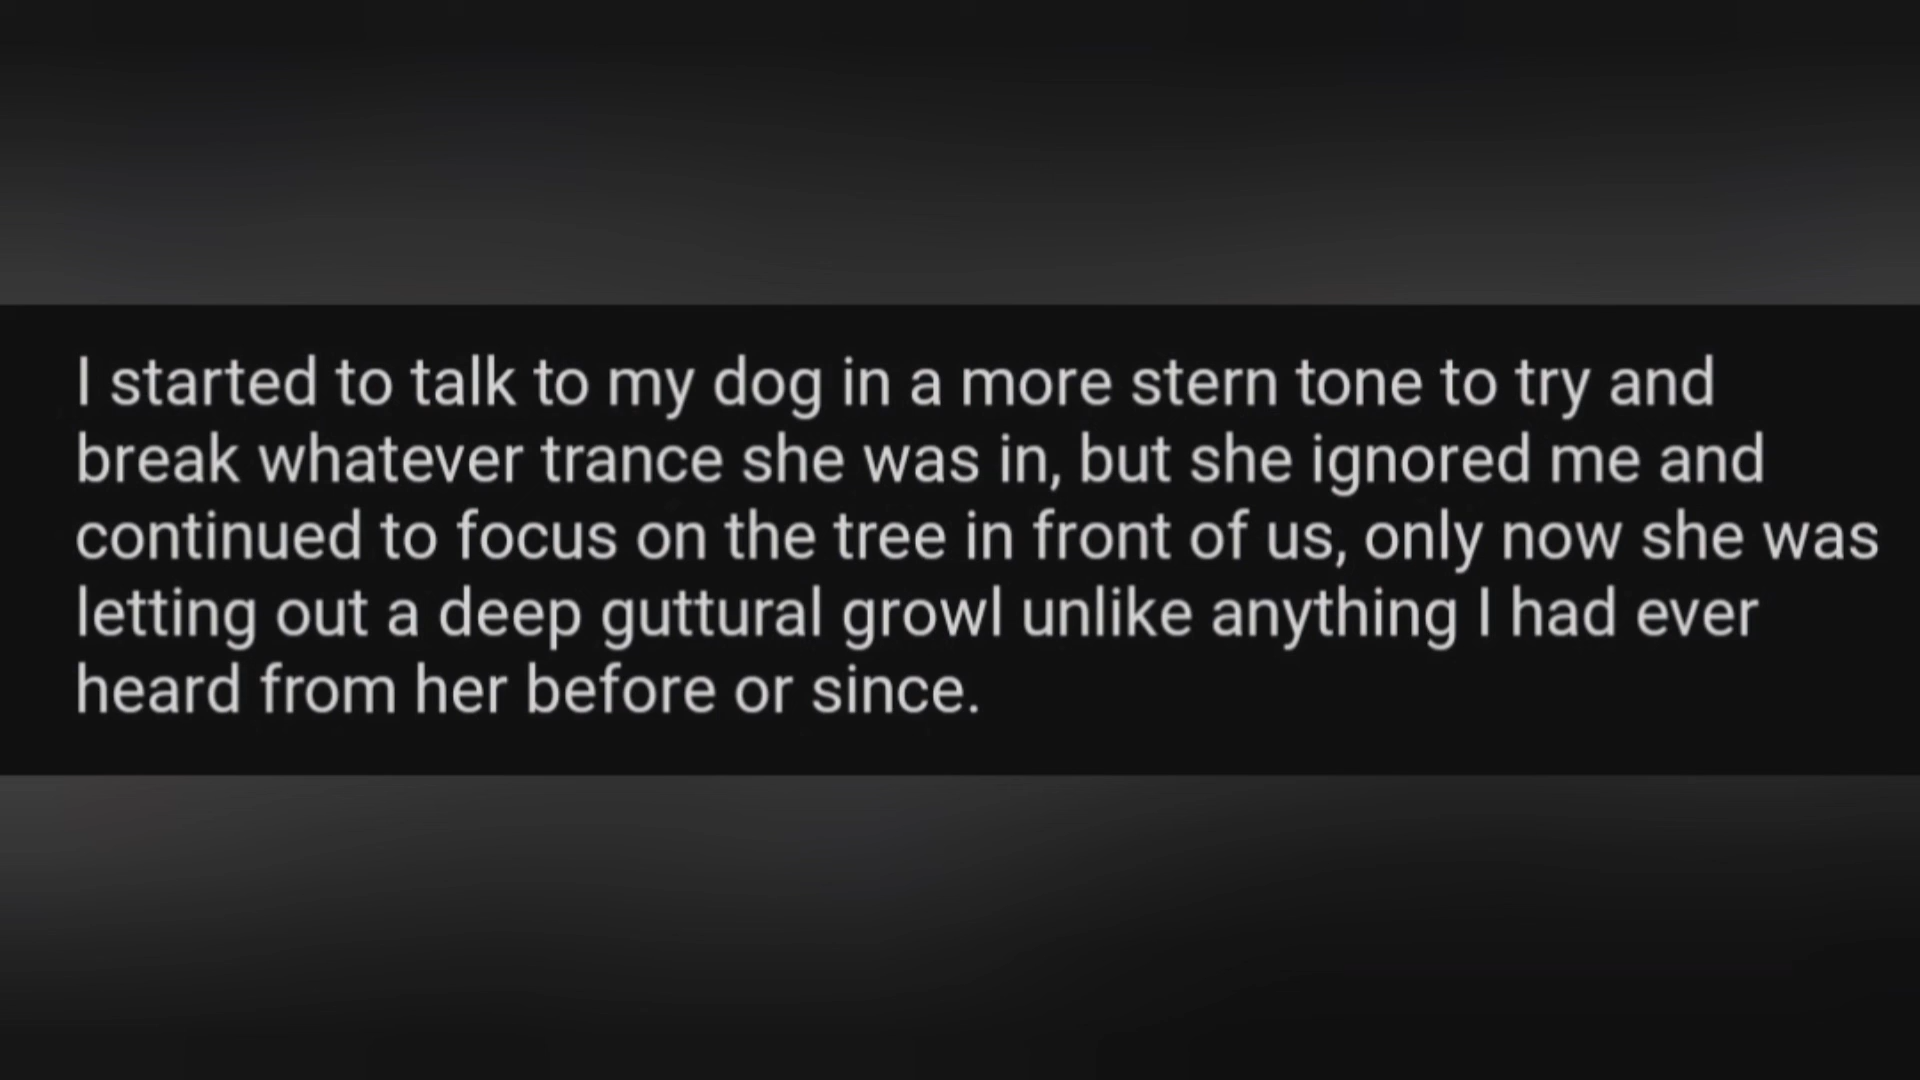 I started to talk to my dog in a more stern tone to try and
break whatever trance she was in, but she ignored me and
continued to focus on the tree in front of us, only now she was
letting out a deep guttural growl unlike anything I had ever
heard from her before or since.